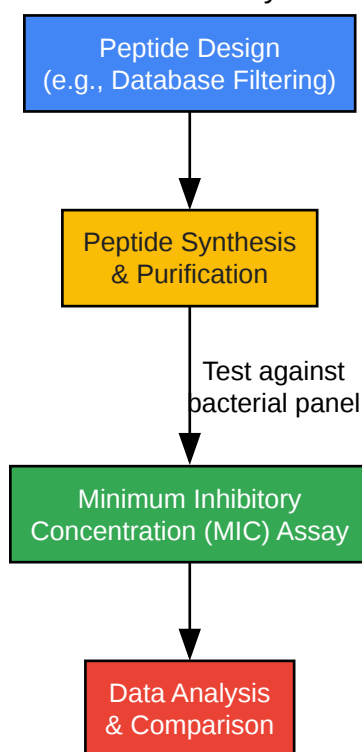 Peptide Design
(e.g., Database Filtering)
Peptide Synthesis
& Purification
Test against
bacterial panel
Minimum Inhibitory
Concentration (MIC) Assay
Data Analysis
& Comparison